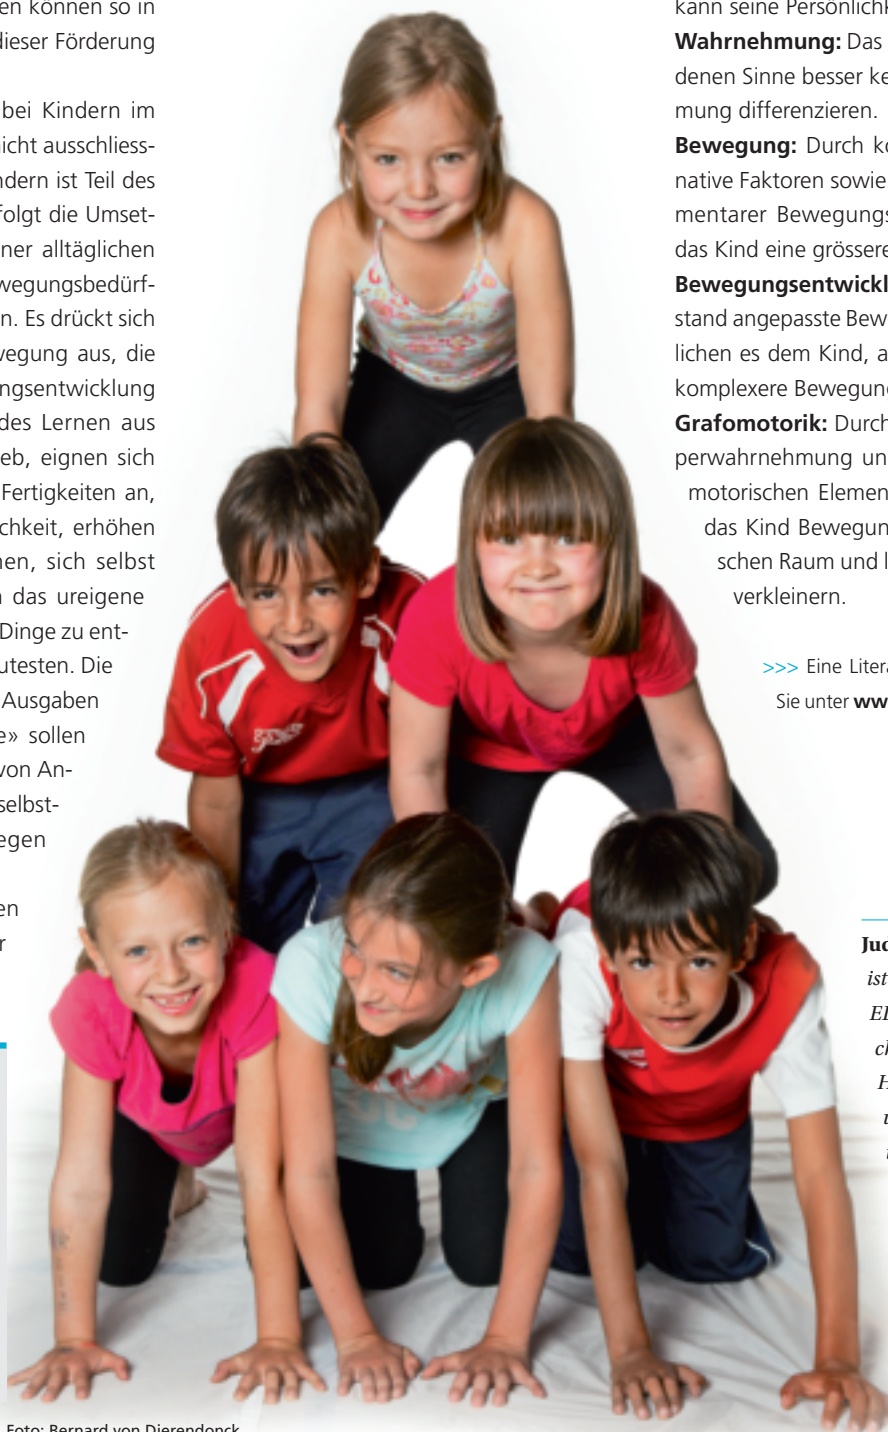 en können so in
dieser Förderung
bei Kindern im
icht ausschliess-
ndern ist Teil des
folgt die Umset-
ner alltäglichen
wegungsbedürf-
n. Es drückt sich
vegung aus, die
ngsentwicklung
des Lernen aus
eb, eignen sich
Fertigkeiten an,
chkeit, erhöhen
nen, sich selbst
n das ureigene
Dinge zu ent-
utesten. Die
Ausgaben
e» sollen
von An-
selbst-
egen
en
r
kann seine Persönlichk
Wahrnehmung: Das
denen Sinne besser ke
mung differenzieren.
Bewegung: Durch ko
native Faktoren sowie
mentarer Bewegungs
das Kind eine grössere
Bewegungsentwickl
stand angepasste Bew
lichen es dem Kind, a
komplexere Bewegun
Grafomotorik: Durch
perwahrnehmung un
motorischen Elemen
das Kind Bewegun
schen Raum und l
verkleinern.
>>> Eine Litera
Sie unter ww
Jud
ist
EH
ch
H
u
Foto: Bernard von Dierendonck